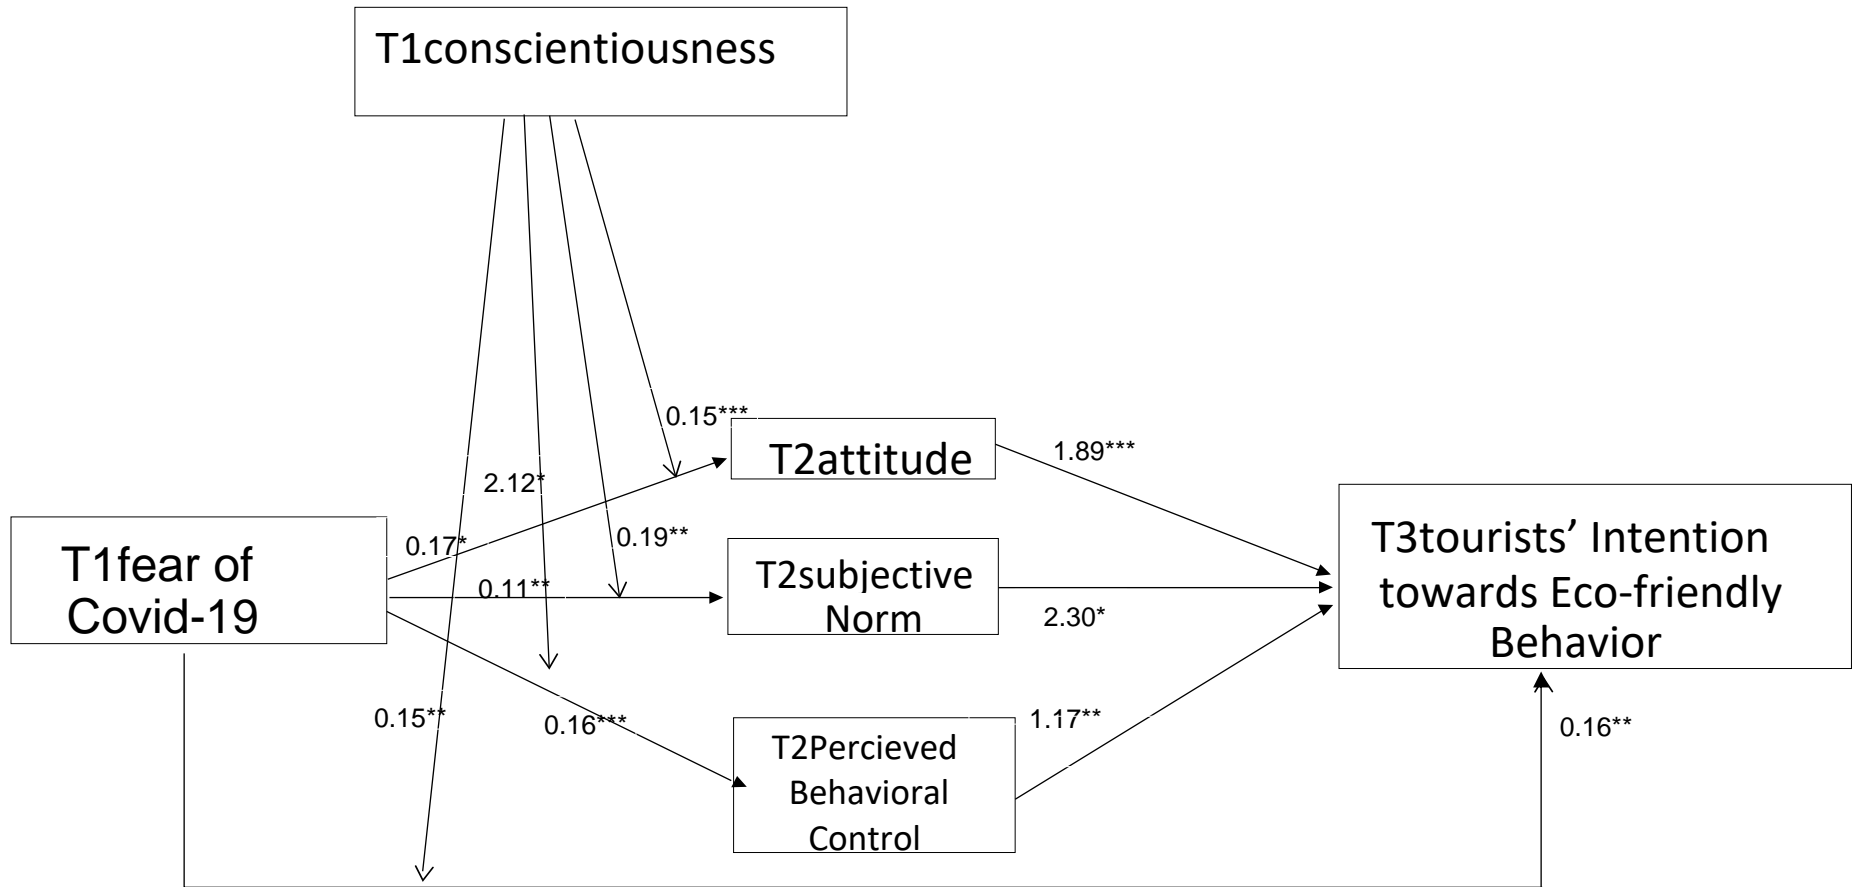 T1conscientiousness
0.15***
T2attitude
1.89***
2.12*
0.17*
0.19**
T1fear of
Covid-19
0.11**
T2subjective
Norm
2.30*
T3tourists’ Intention
towards Eco-friendly
Behavior
0.15**
0.16***
T2Percieved
Behavioral
Control
1.17**
0.16**